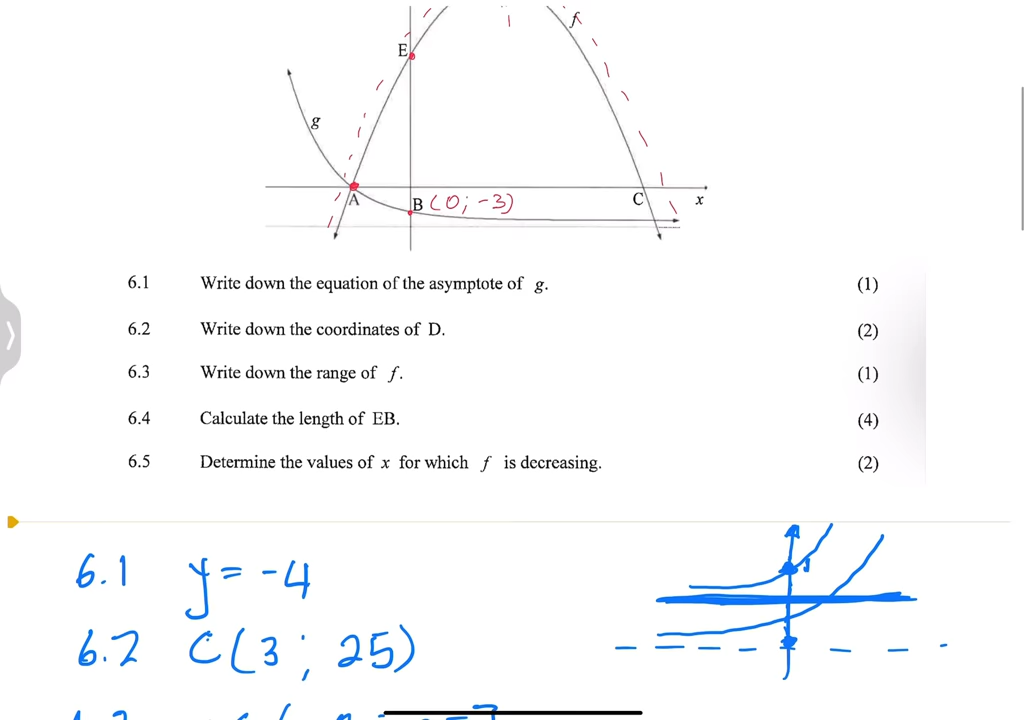 f
E
g
A
B (0; -3)
C
x
6.1 Write down the equation of the asymptote of g. (1)
6.2 Write down the coordinates of D. (2)
6.3 Write down the range of f. (1)
6.4 Calculate the length of EB. (4)
6.5 Determine the values of x for which f is decreasing. (2)
6.1 y = -4
6.2 C(3; 25)